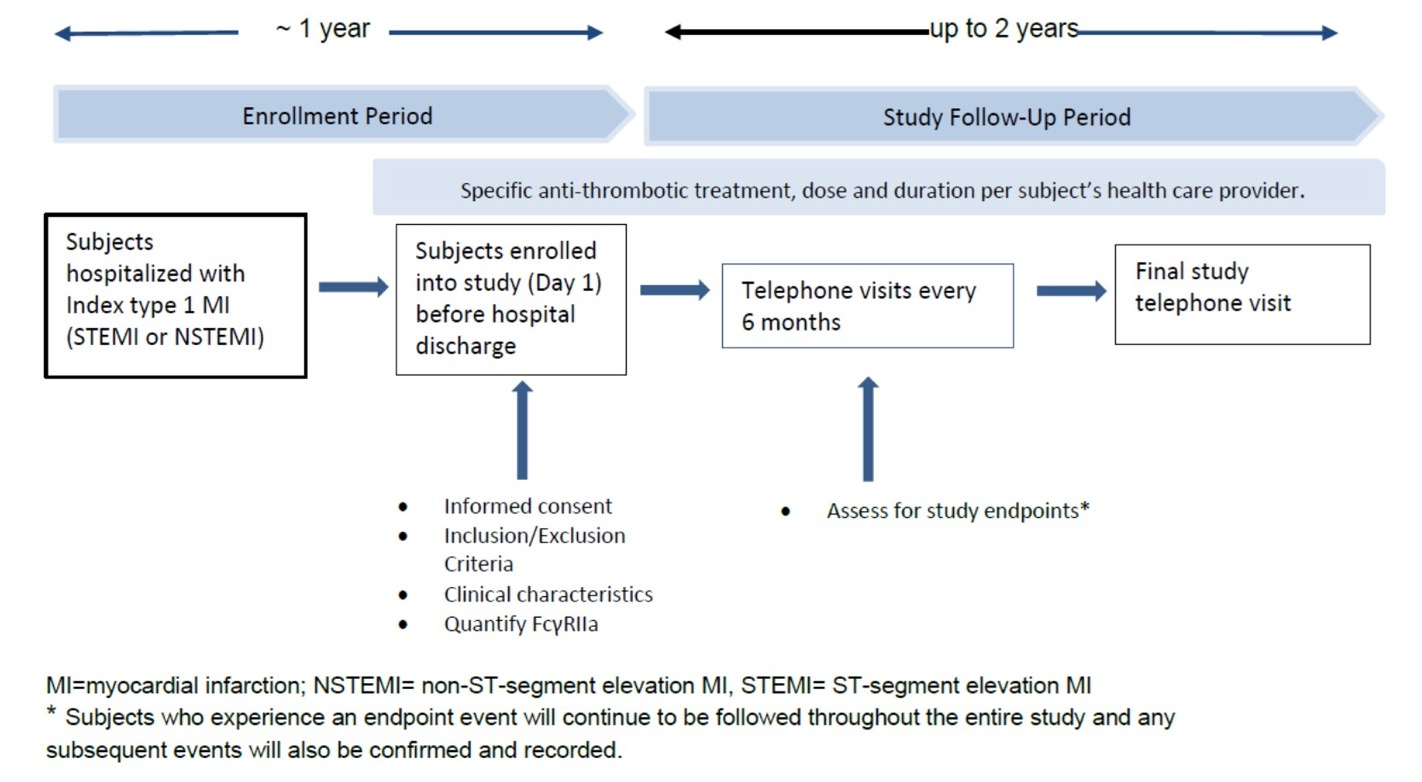 ~ 1 year
up to 2 years
Enrollment Period
Study Follow-Up Period
Specific anti-thrombotic treatment, dose and duration per subject's health care provider.
Subjects
hospitalized with
Index type 1 MI
(STEMI or NSTEMI)
Subjects enrolled
into study (Day 1)
before hospital
discharge
Telephone visits every
6 months
Final study
telephone visit
• Informed consent
• Inclusion/Exclusion
Criteria
• Clinical characteristics
• Quantify FcγRIIa
• Assess for study endpoints*
MI=myocardial infarction; NSTEMI= non-ST-segment elevation MI, STEMI= ST-segment elevation MI
* Subjects who experience an endpoint event will continue to be followed throughout the entire study and any
subsequent events will also be confirmed and recorded.